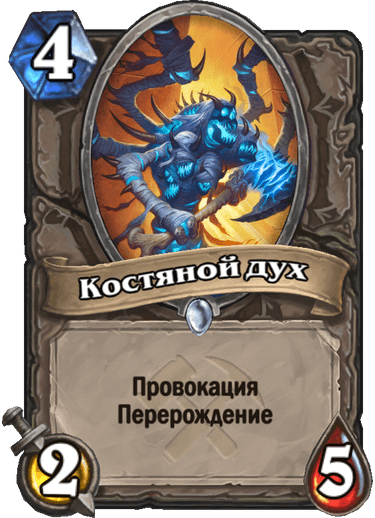 4
Костяной дух
Провокация
Перерождение
2
5